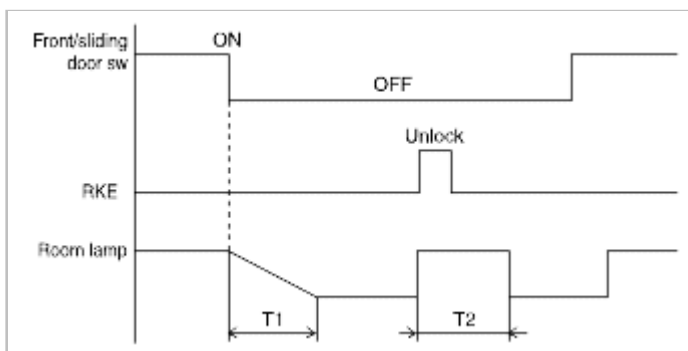 Front/sliding
door sw
ON
OFF
Unlock
RKE
Room lamp
T1
T2